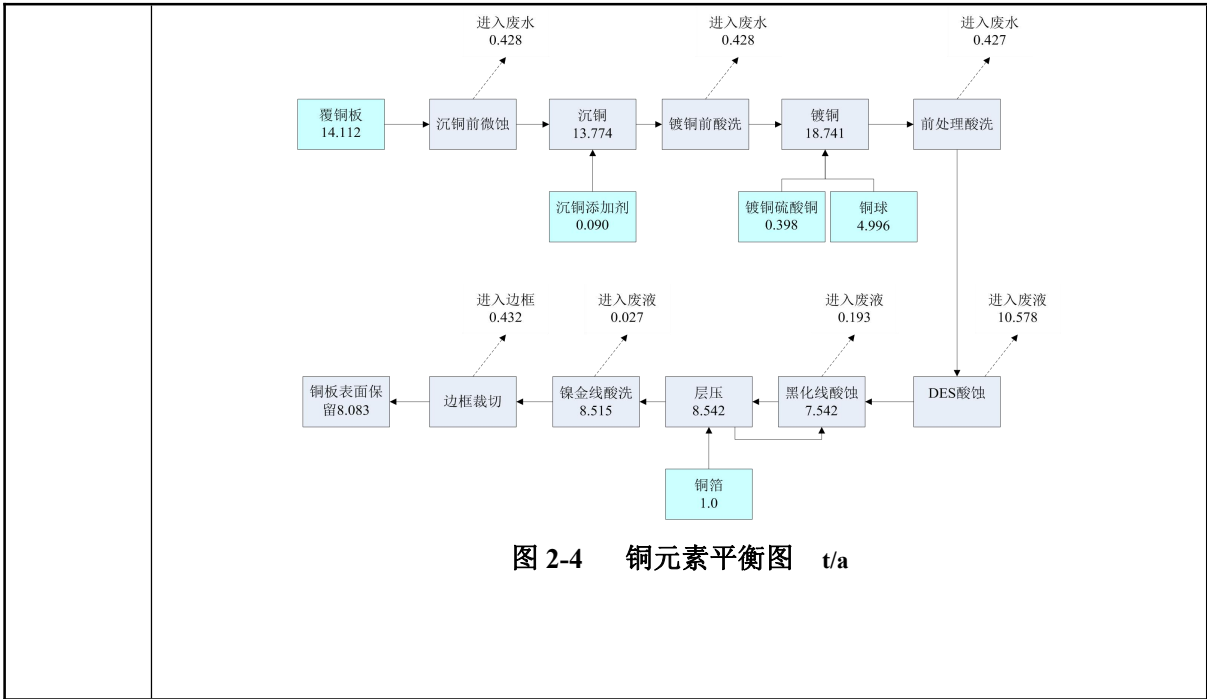 进入废水
0.428
进入废水
0.428
进入废水
0.427
覆铜板
14.112
沉铜前微蚀
沉铜
13.774
镀铜前酸洗
镀铜
18.741
前处理酸洗
沉铜添加剂
0.090
镀铜硫酸铜
0.398
铜球
4.996
进入边框
0.432
进入废液
0.027
进入废液
0.193
进入废液
10.578
铜板表面保
留8.083
边框裁切
镍金线酸洗
8.515
层压
8.542
黑化线酸蚀
7.542
DES酸蚀
铜箔
1.0
图 2-4 铜元素平衡图 t/a